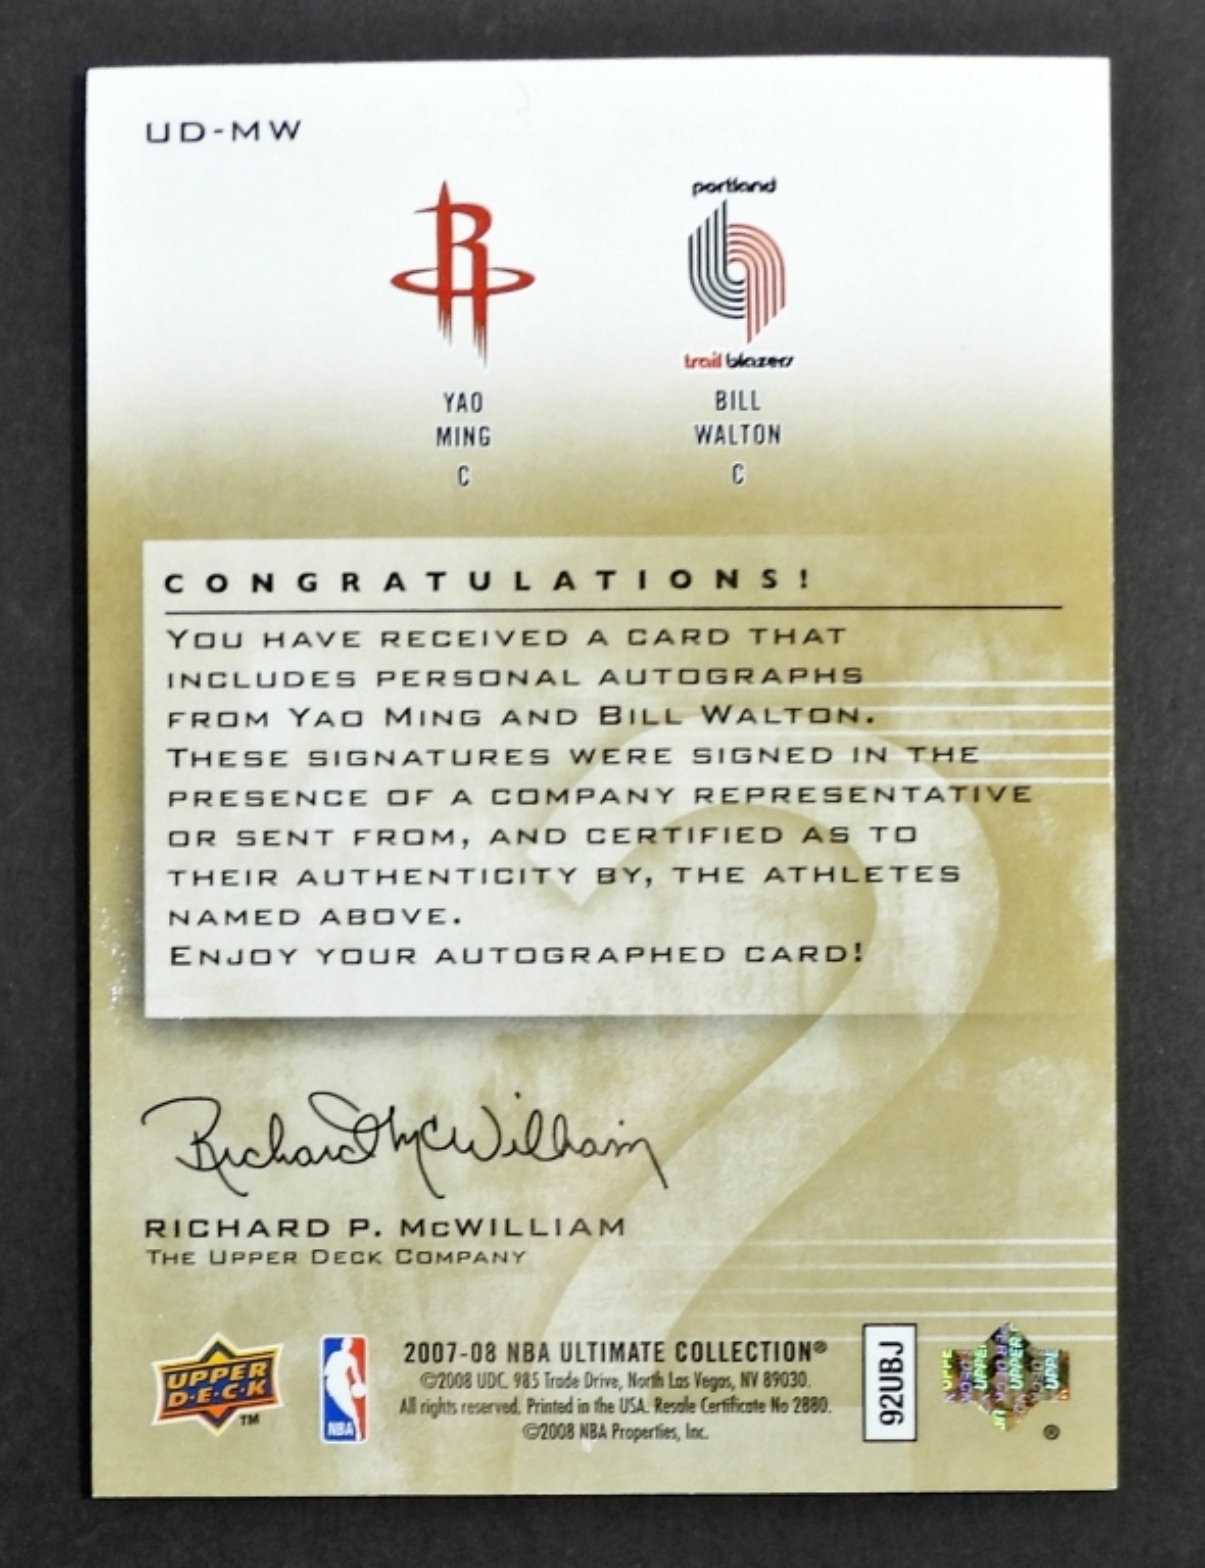 UD-MW
portland
trail blazers
YAO
MING
C
BILL
WALTON
C
CONGRATULATIONS!
YOU HAVE RECEIVED A CARD THAT
INCLUDES PERSONAL AUTOGRAPHS
FROM YAO MING AND BILL WALTON.
THESE SIGNATURES WERE SIGNED IN THE
PRESENCE OF A COMPANY REPRESENTATIVE
OR SENT FROM, AND CERTIFIED AS TO
THEIR AUTHENTICITY BY, THE ATHLETES
NAMED ABOVE.
ENJOY YOUR AUTOGRAPHED CARD!
Richard McWilliam
RICHARD P. McWILLIAM
THE UPPER DECK COMPANY
UPPER
D·E·C·K
TM
NBA
2007-08 NBA ULTIMATE COLLECTION®
©2008 UDC. 985 Trade Drive, North Las Vegas, NV 89030.
All rights reserved. Printed in the USA. Resale Certificate No 2880.
©2008 NBA Properties, Inc.
92UBJ
UPPER
®